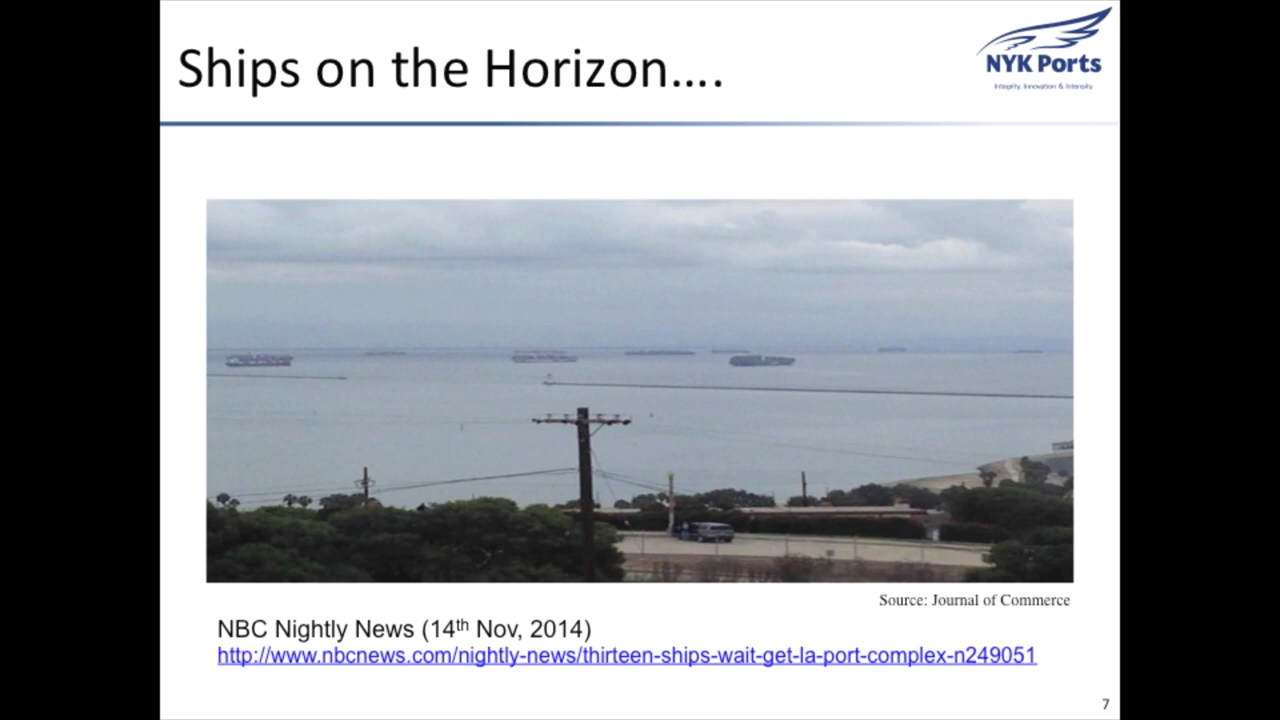 Ships on the Horizon....
NYK Ports
Integrity, Innovation & Intensity
Source: Journal of Commerce
NBC Nightly News (14th Nov, 2014)
http://www.nbcnews.com/nightly-news/thirteen-ships-wait-get-la-port-complex-n249051
7